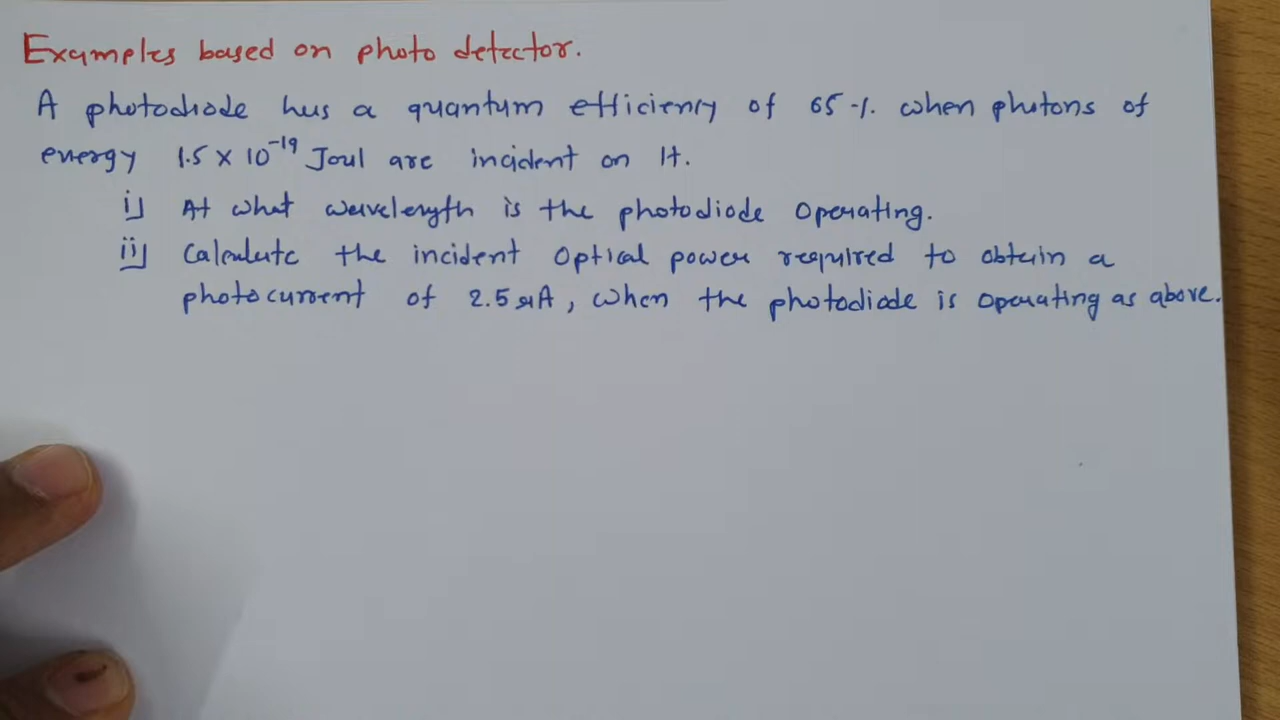 Examples based on photo detector.
A photodiode has a quantum efficiency of 65 %. when photons of
energy 1.5 × 10⁻¹⁹ Joul are incident on it.
i) At what wavelength is the photodiode operating.
ii) Calculate the incident optical power required to obtain a
photocurrent of 2.5 μA, when the photodiode is operating as above.